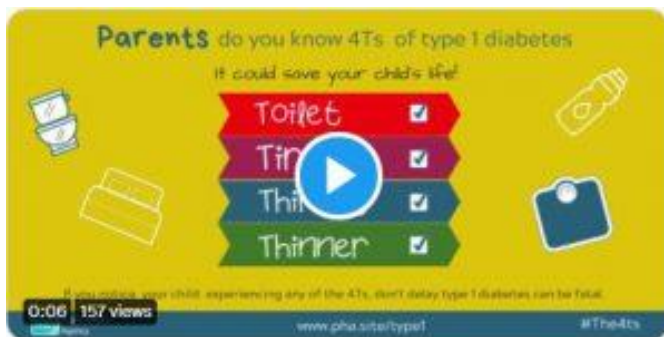 Parents do you know 4Ts of type 1 diabetes
It could save your child's life!
Toilet
Thinner
If you notice your child experiencing any of the 4Ts, don't delay type 1 diabetes can be fatal.
0:06 157 views
Agency
www.pha.site/type1
#The4ts